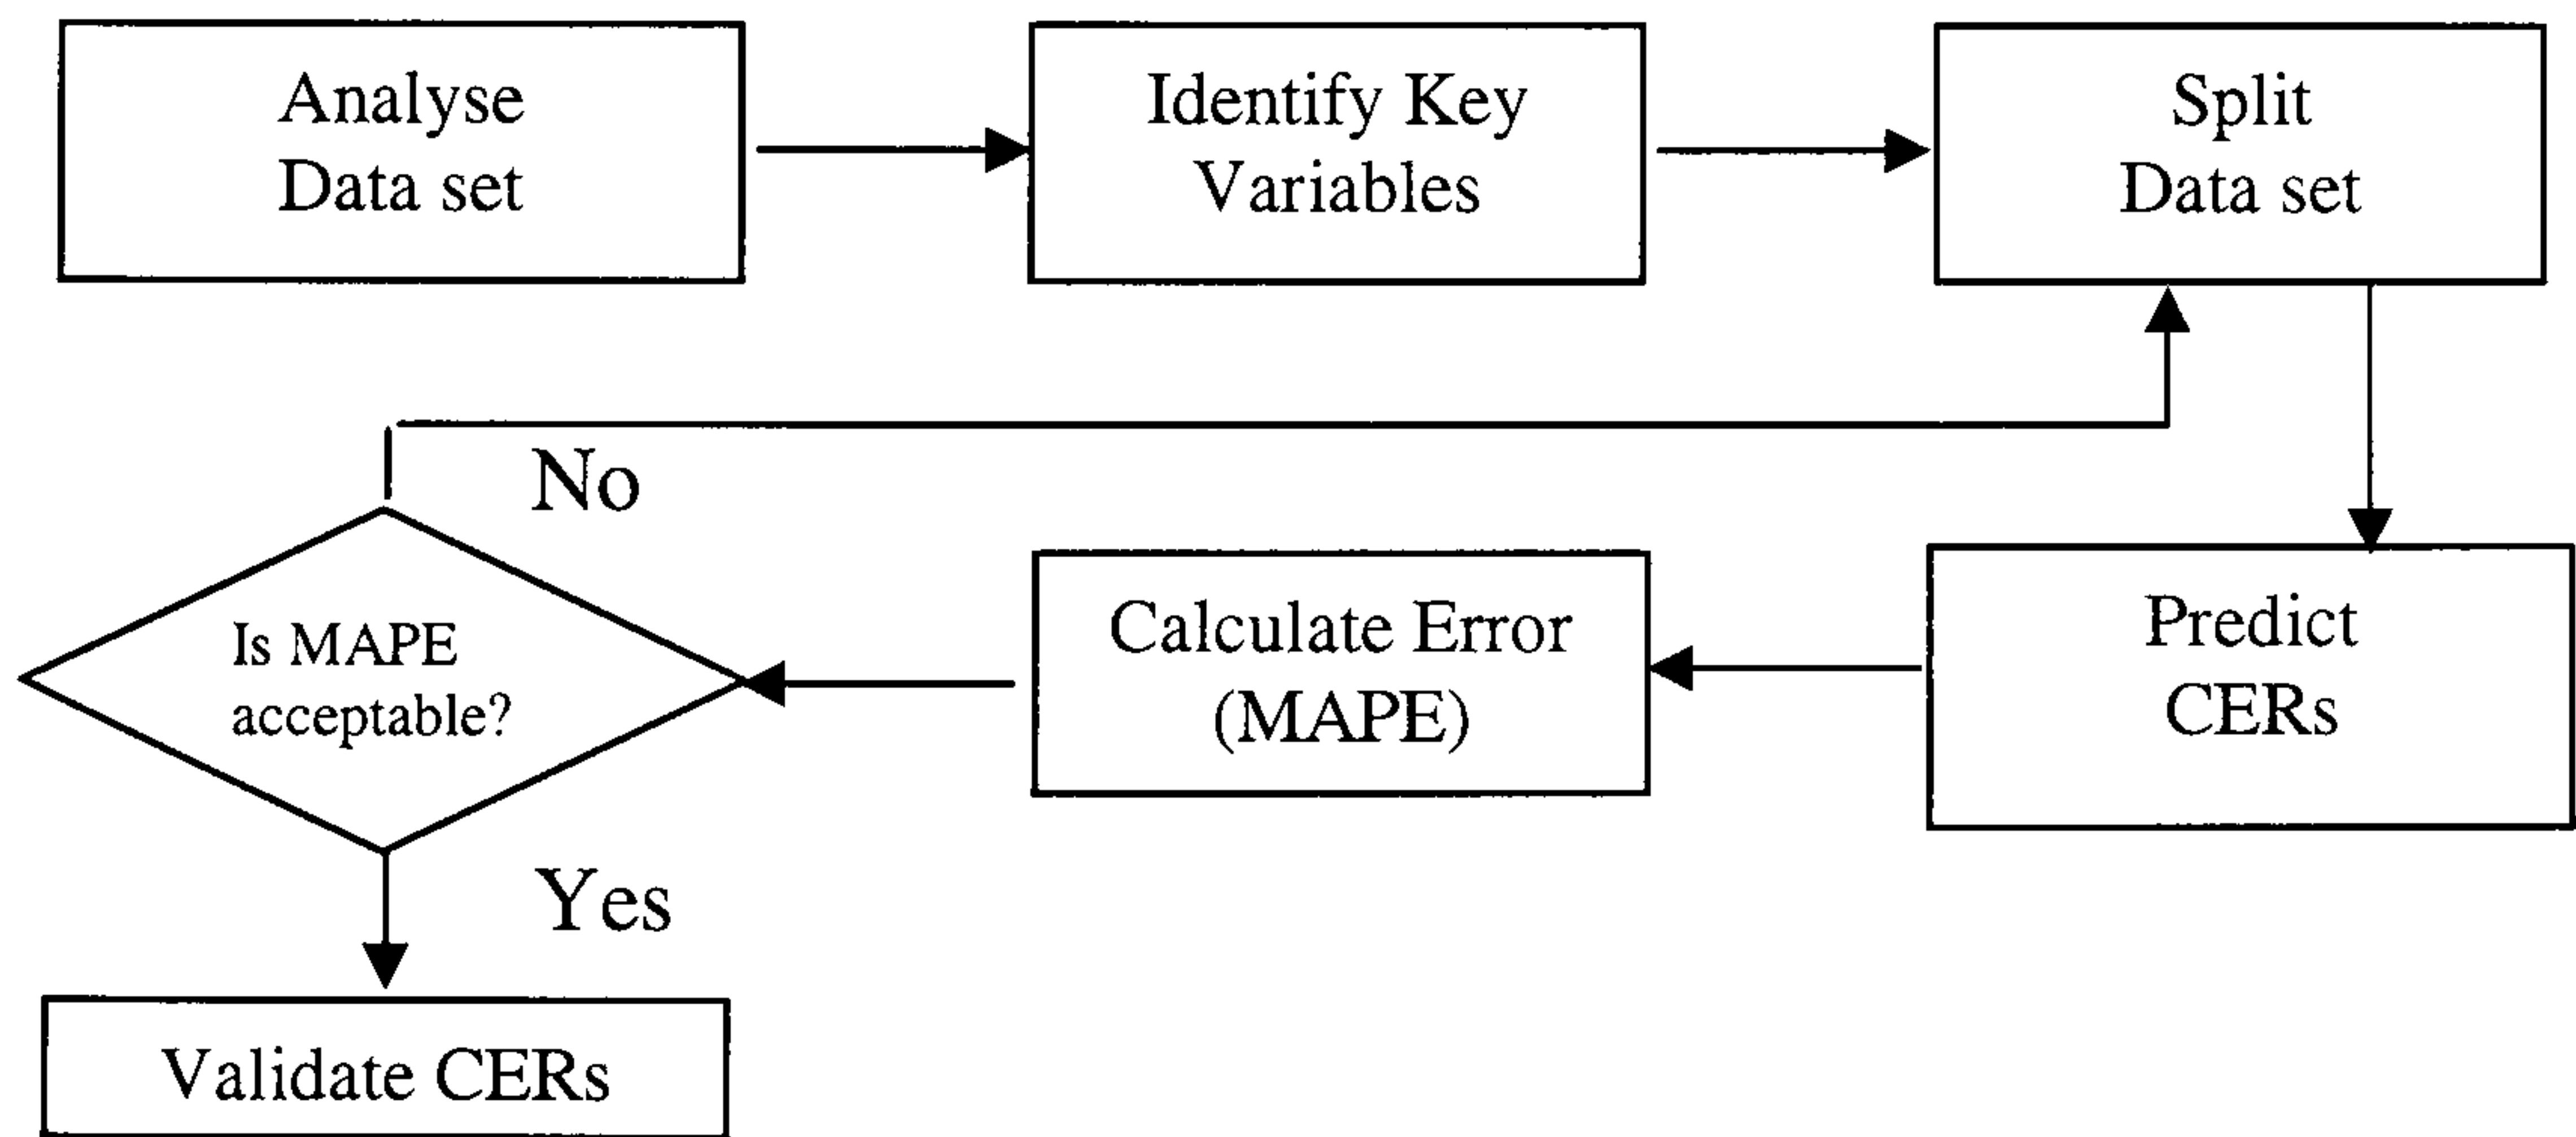 Analyse
Data set
Identify Key
Variables
Split
Data set
No
Is MAPE
acceptable?
Calculate Error
(MAPE)
Predict
CERs
Yes
Validate CERs